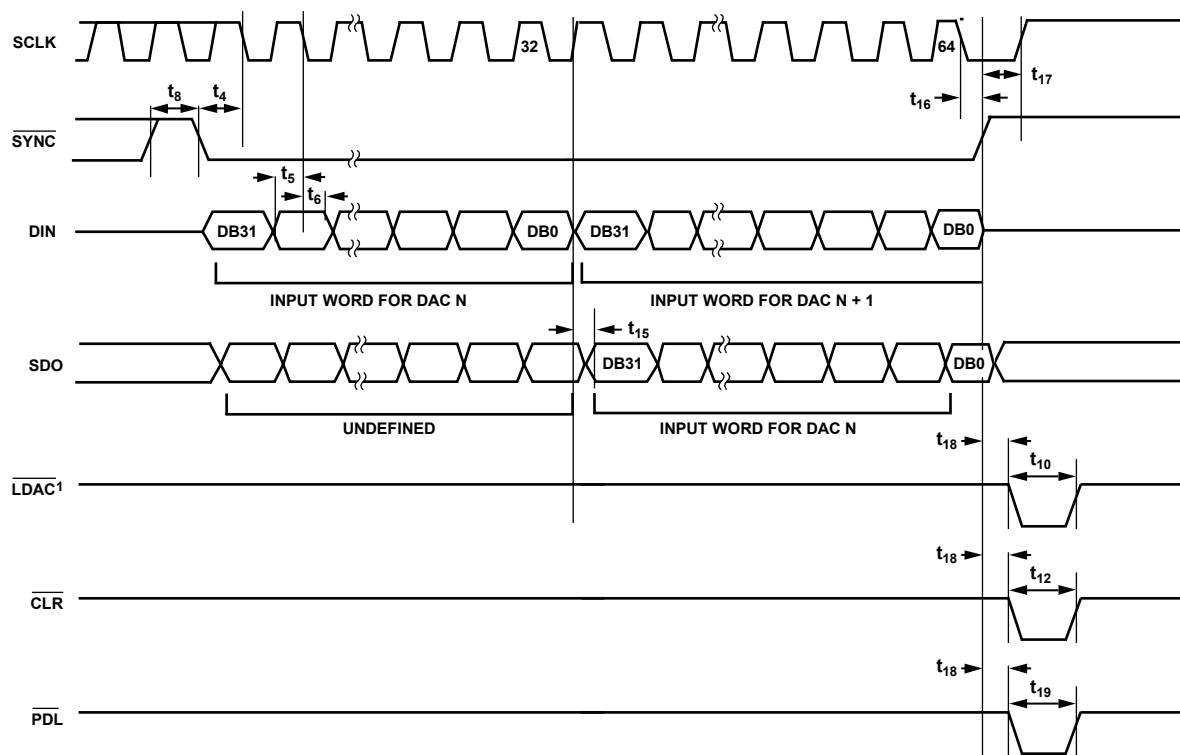 SCLK
32
64
t8
t4
t16
t17
SYNC
t5
t6
DIN
DB31
DB0
DB31
DB0
INPUT WORD FOR DAC N
INPUT WORD FOR DAC N + 1
t15
SDO
DB31
DB0
UNDEFINED
INPUT WORD FOR DAC N
t18
t10
LDAC1
t18
t12
CLR
t18
t19
PDL